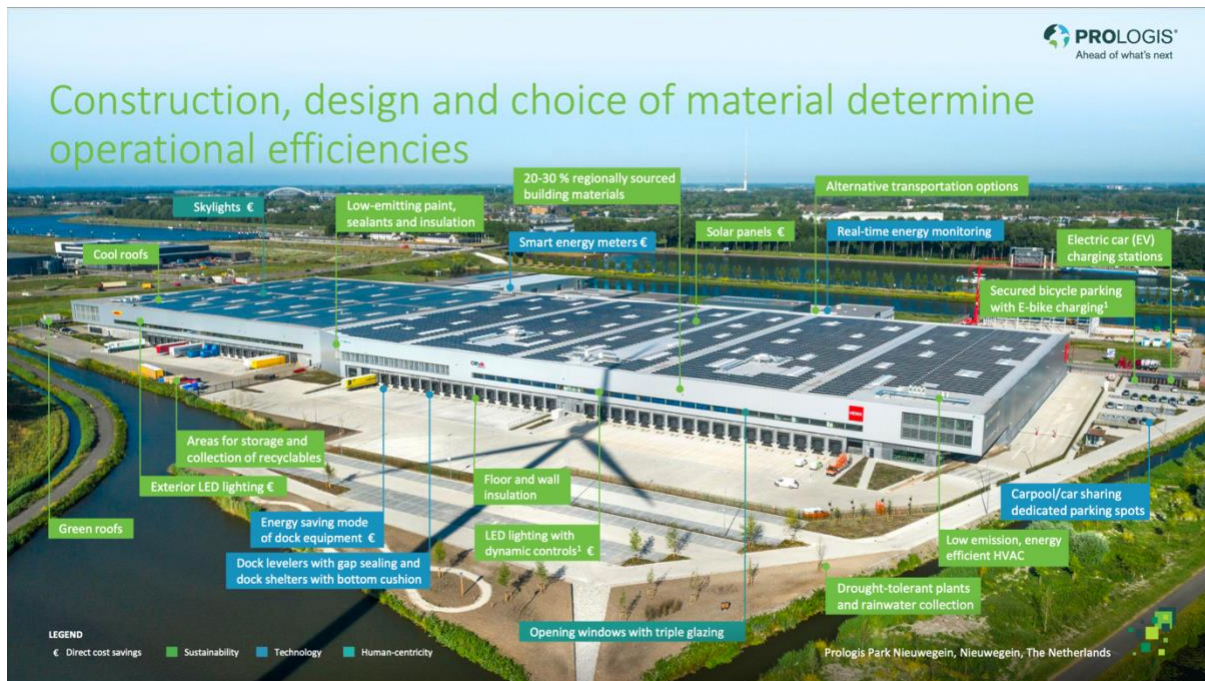 PROLOGIS®
Ahead of what's next
Construction, design and choice of material determine
operational efficiencies
20-30 % regionally sourced
building materials
Alternative transportation options
Skylights €
Low-emitting paint,
sealants and insulation
Solar panels €
Real-time energy monitoring
Smart energy meters €
Electric car (EV)
charging stations
Cool roofs
Secured bicycle parking
with E-bike charging¹
Areas for storage and
collection of recyclables
Exterior LED lighting €
Floor and wall
insulation
Carpool/car sharing
dedicated parking spots
Green roofs
Energy saving mode
of dock equipment €
LED lighting with
dynamic controls¹ €
Low emission, energy
efficient HVAC
Dock levelers with gap sealing and
dock shelters with bottom cushion
Drought-tolerant plants
and rainwater collection
Opening windows with triple glazing
LEGEND
€ Direct cost savings
Sustainability
Technology
Human-centricity
Prologis Park Nieuwegein, Nieuwegein, The Netherlands